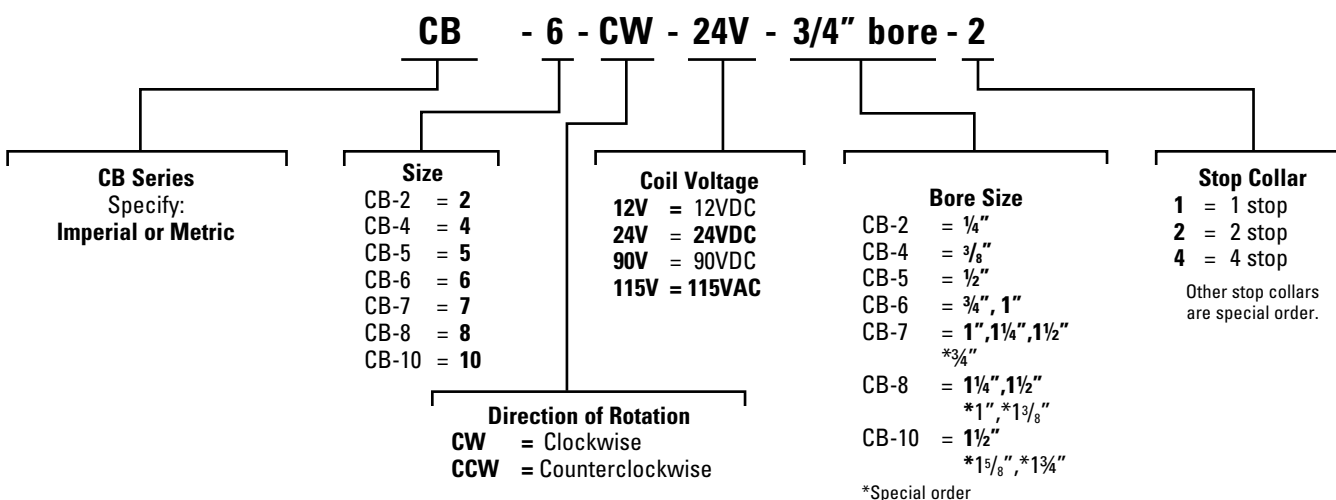 CB - 6 - CW - 24V - 3/4" bore - 2
CB Series
Specify:
Imperial or Metric
Size
CB-2 = 2
CB-4 = 4
CB-5 = 5
CB-6 = 6
CB-7 = 7
CB-8 = 8
CB-10 = 10
Direction of Rotation
CW = Clockwise
CCW = Counterclockwise
Coil Voltage
12V = 12VDC
24V = 24VDC
90V = 90VDC
115V = 115VAC
Bore Size
CB-2 = ¼"
CB-4 = ³/₈"
CB-5 = ½"
CB-6 = ¾", 1"
CB-7 = 1",1¼",1½"
*¾"
CB-8 = 1¼",1½"
*1",*1³/₈"
CB-10 = 1½"
*1⁵/₈",*1¾"
*Special order
Stop Collar
1 = 1 stop
2 = 2 stop
4 = 4 stop
Other stop collars
are special order.